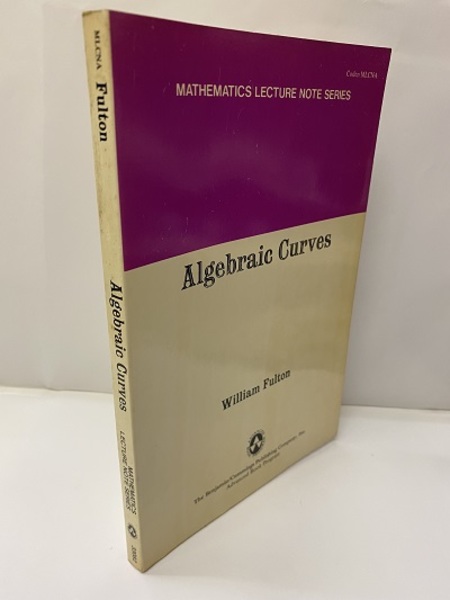 MLCNA Fulton
Algebraic Curves
MATHEMATICS
LECTURE NOTE SERIES
Codes MLCNA
MATHEMATICS LECTURE NOTE SERIES
Algebraic Curves
William Fulton
The Benjamin/Cummings Publishing Company, Inc.
Advanced Book Program